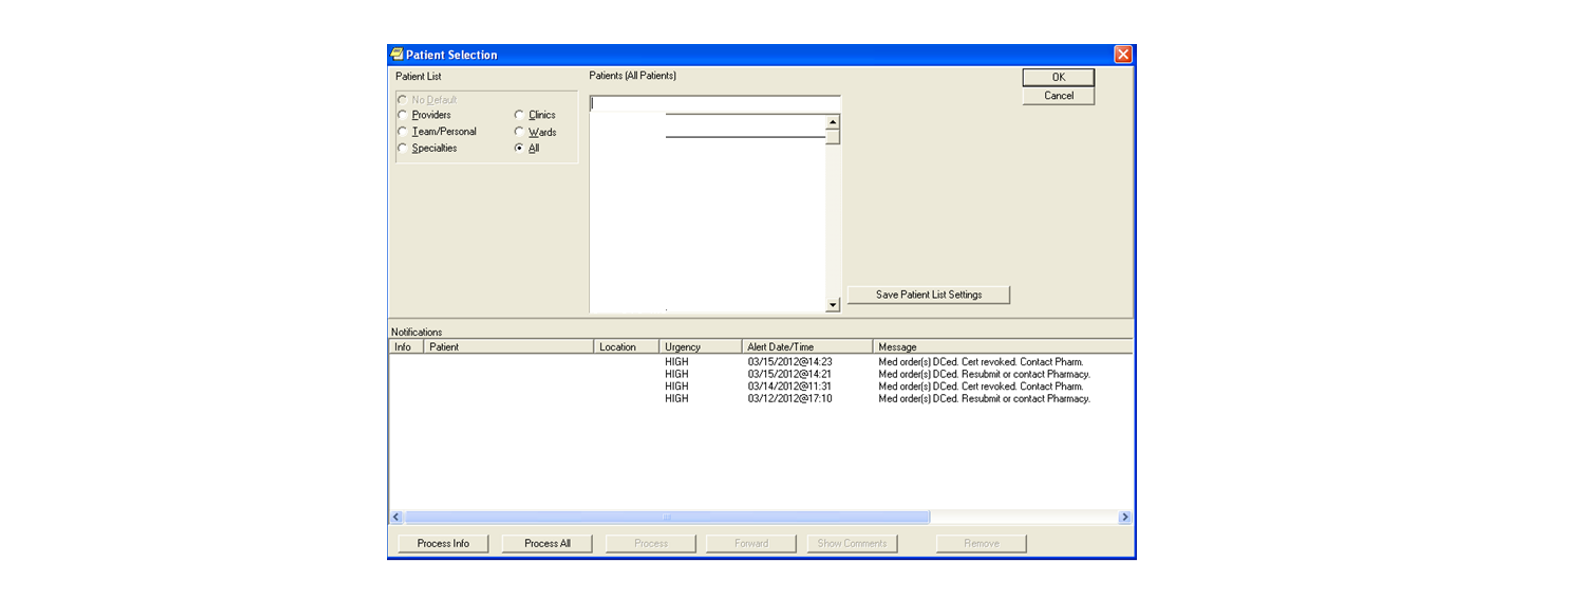 Patient Selection
Patient List
No Default
Providers
Clinics
Team/Personal
Wards
Specialties
All
Patients (All Patients)
OK
Cancel
Save Patient List Settings
Notifications
Info Patient Location Urgency Alert Date/Time Message
HIGH 03/15/2012@14:23 Med order(s) DCed. Cert revoked. Contact Pharm.
HIGH 03/15/2012@14:21 Med order(s) DCed. Resubmit or contact Pharmacy.
HIGH 03/14/2012@11:31 Med order(s) DCed. Cert revoked. Contact Pharm.
HIGH 03/12/2012@17:10 Med order(s) DCed. Resubmit or contact Pharmacy.
Process Info Process All Process Forward Show Comments Remove